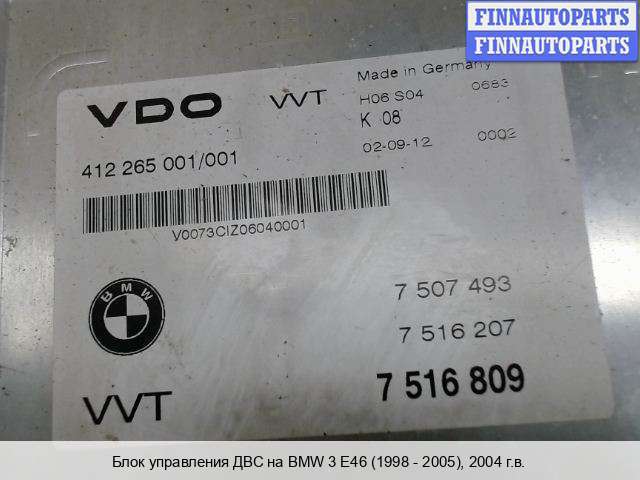 FINNAUTOPARTS
FINNAUTOPARTS
VDO VVT
Made in Germany
H06 S04 0683
K 08
02-09-12 0002
412 265 001/001
V0073CIZ06040001
BMW
7 507 493
7 516 207
VVT 7 516 809
Блок управления ДВС на BMW 3 E46 (1998 - 2005), 2004 г.в.